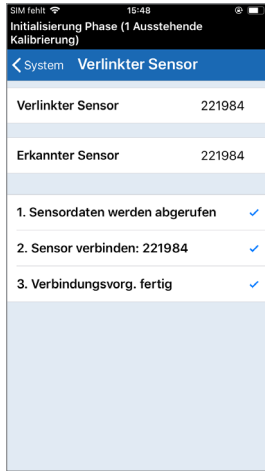 SIM fehlt 15:48
Initialisierung Phase (1 Ausstehende
Kalibrierung)
System Verlinkter Sensor
Verlinkter Sensor 221984
Erkannter Sensor 221984
1. Sensordaten werden abgerufen
2. Sensor verbinden: 221984
3. Verbindungsvorg. fertig